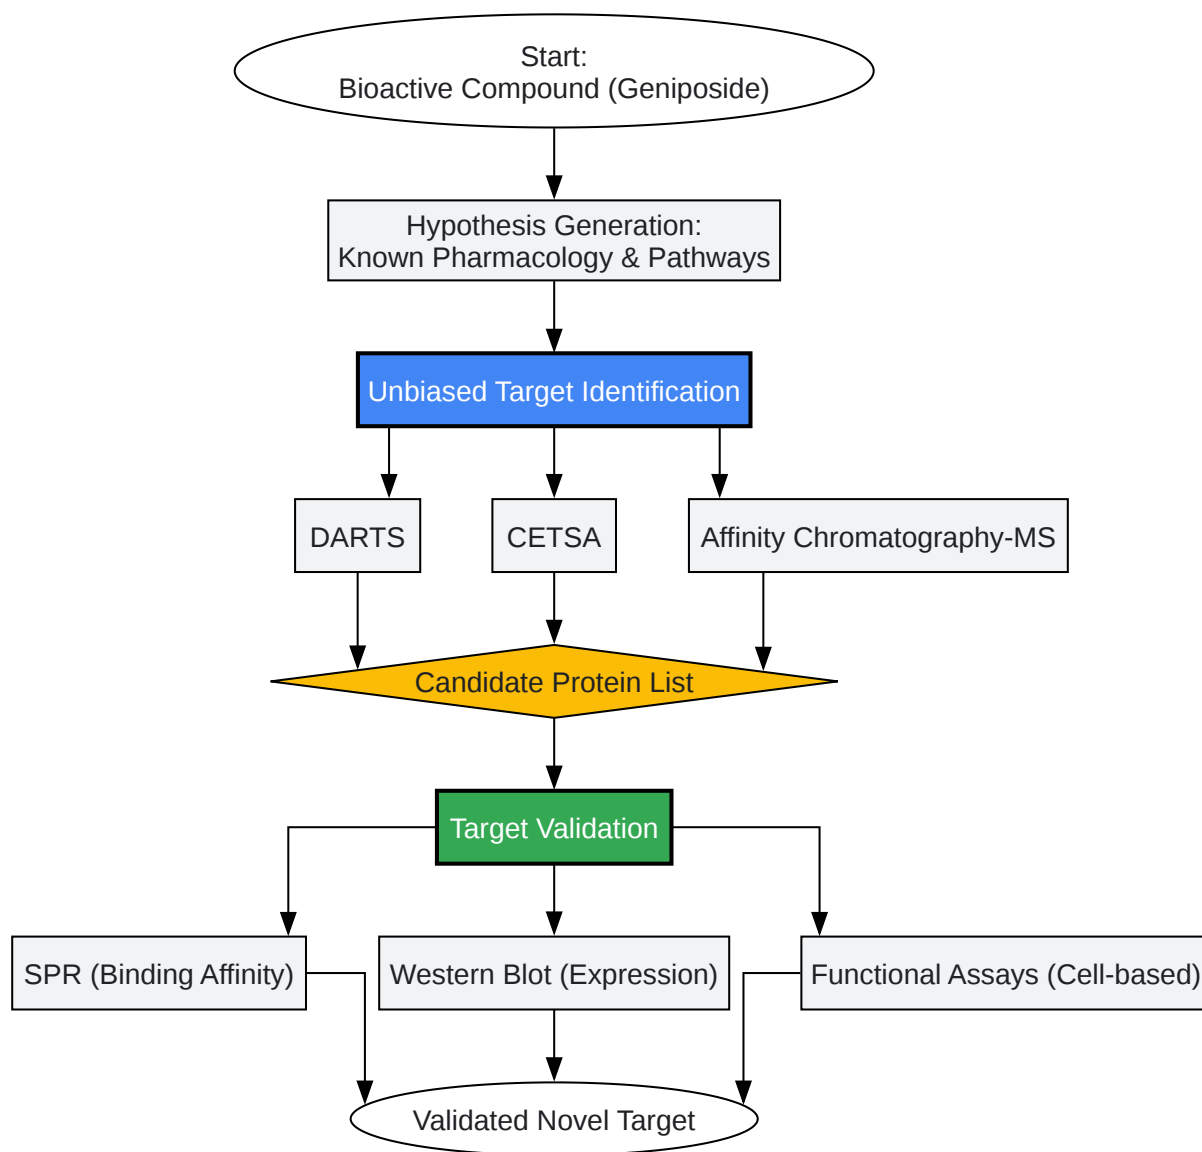 Start:
Bioactive Compound (Geniposide)
Hypothesis Generation:
Known Pharmacology & Pathways
Unbiased Target Identification
DARTS
CETSA
Affinity Chromatography-MS
Candidate Protein List
Target Validation
SPR (Binding Affinity)
Western Blot (Expression)
Functional Assays (Cell-based)
Validated Novel Target